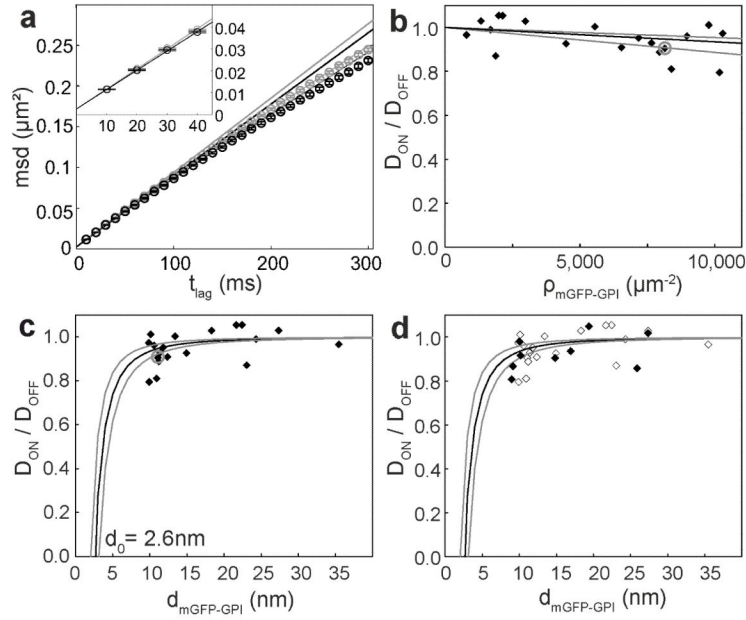 a
msd (µm²)
0.25
0.2
0.15
0.1
0.05
0
0.04
0.03
0.02
0.01
0
10 20 30 40
0 100 200 300
t_lag (ms)
b
D_ON / D_OFF
1.0
0.8
0.6
0.4
0.2
0.0
0 5,000 10,000
ρ_mGFP-GPI (µm⁻²)
c
D_ON / D_OFF
1.0
0.8
0.6
0.4
0.2
0.0
d₀= 2.6nm
0 5 10 15 20 25 30 35
d_mGFP-GPI (nm)
d
D_ON / D_OFF
1.0
0.8
0.6
0.4
0.2
0.0
0 5 10 15 20 25 30 35
d_mGFP-GPI (nm)